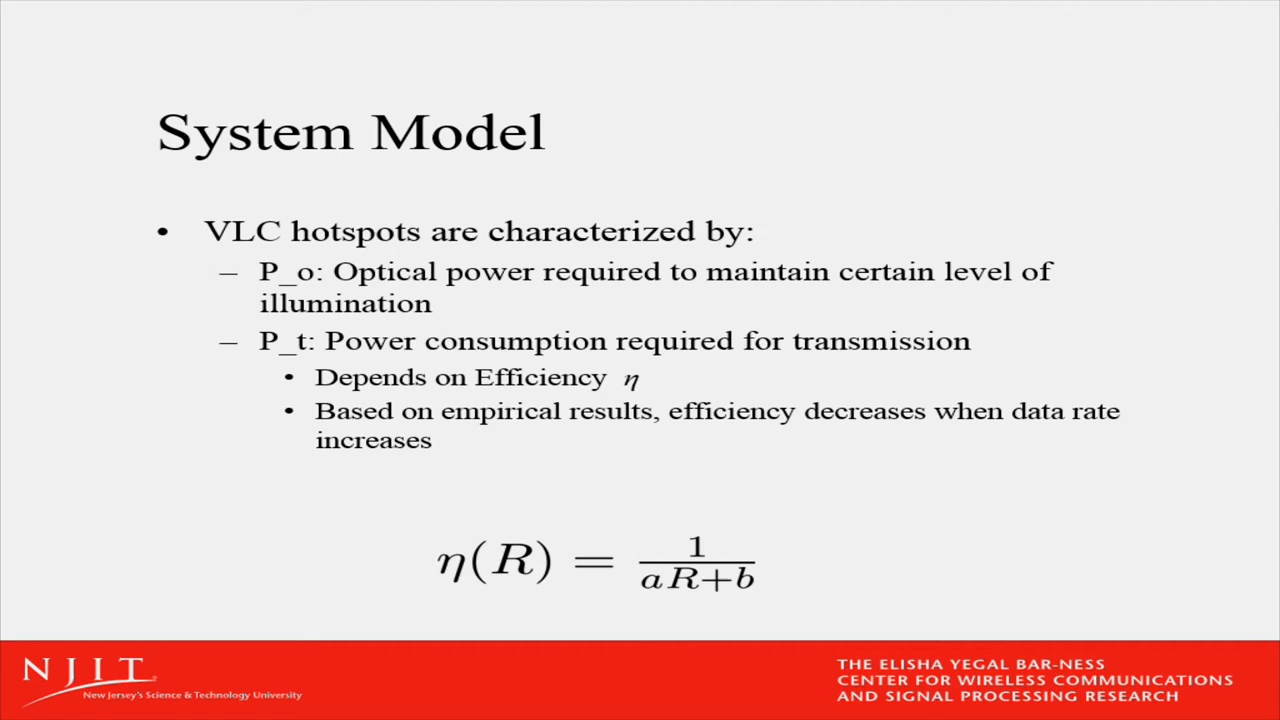 System Model
• VLC hotspots are characterized by:
– P_o: Optical power required to maintain certain level of
illumination
– P_t: Power consumption required for transmission
• Depends on Efficiency η
• Based on empirical results, efficiency decreases when data rate
increases
η(R) = 1/(aR+b)
NJIT
New Jersey's Science & Technology University
THE ELISHA YEGAL BAR-NESS
CENTER FOR WIRELESS COMMUNICATIONS
AND SIGNAL PROCESSING RESEARCH